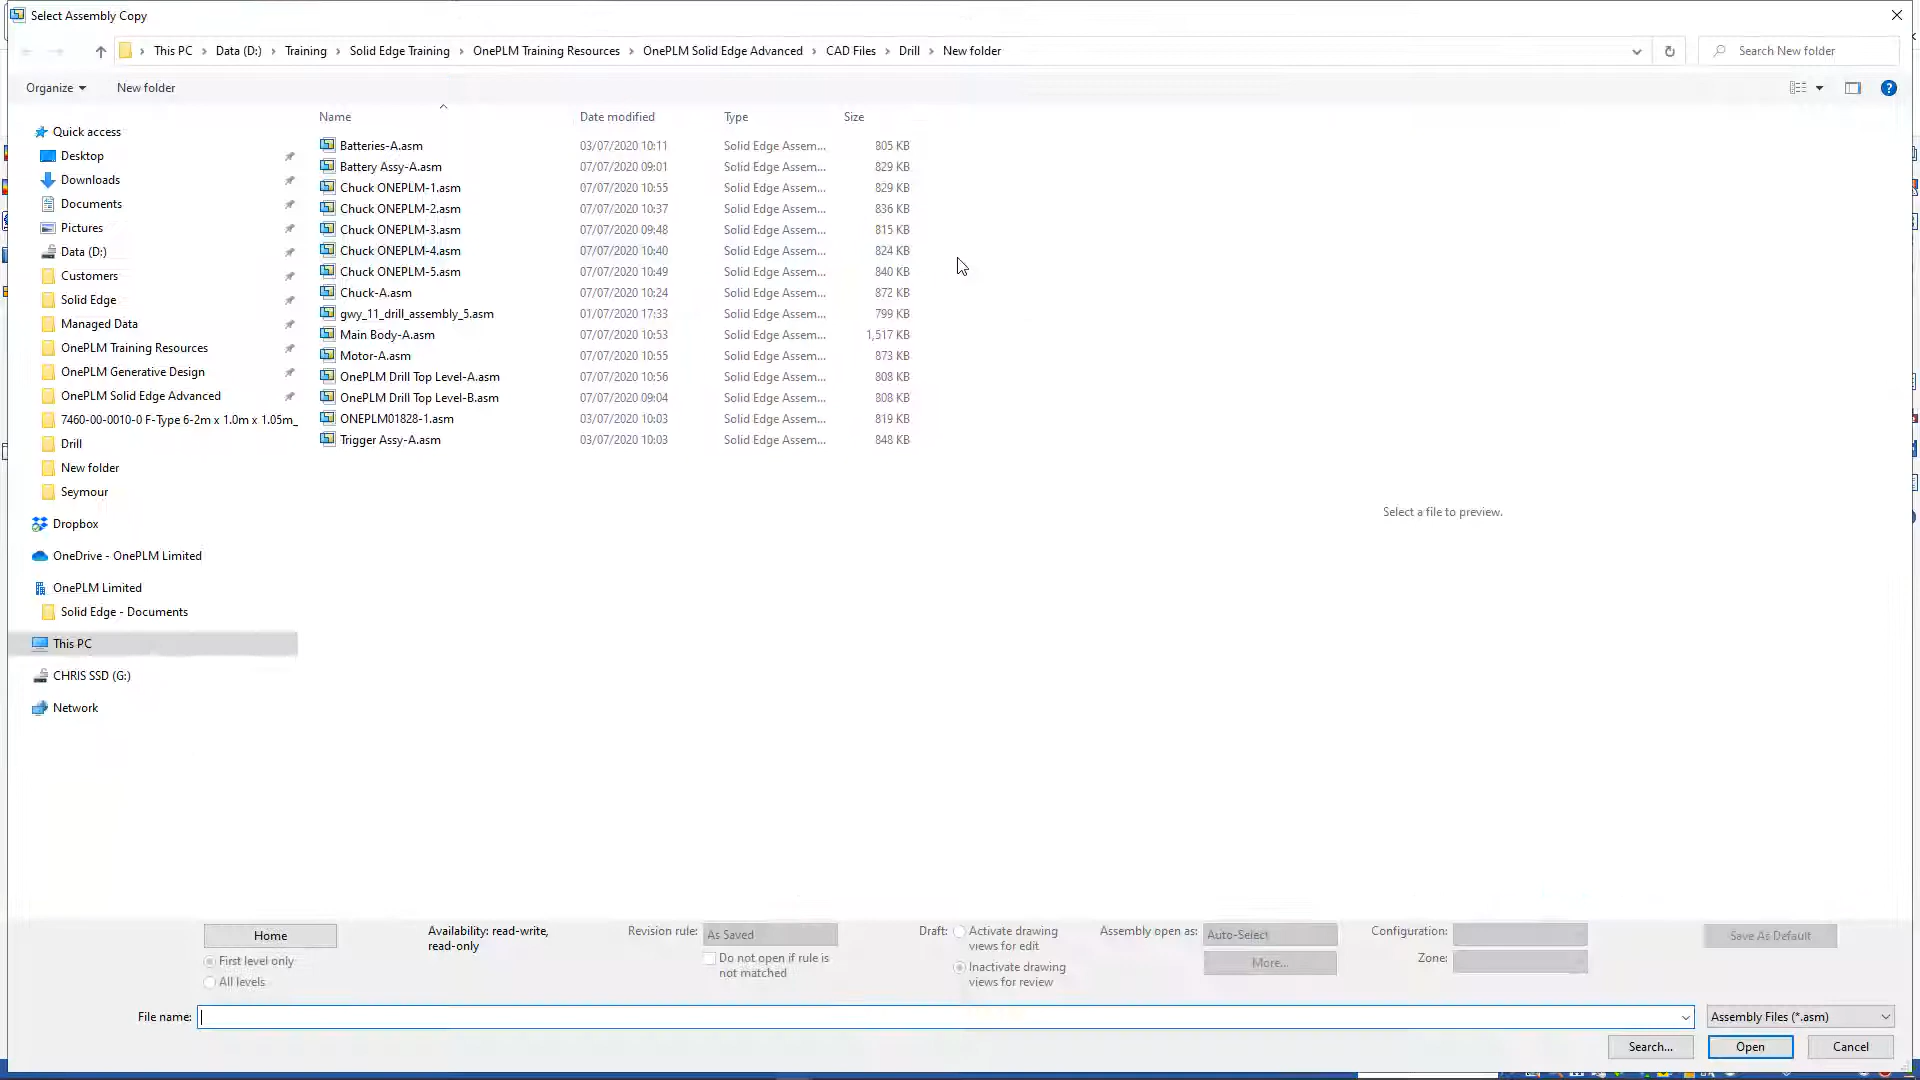 Select Assembly Copy
This PC > Data (D:) > Training > Solid Edge Training > OnePLM Training Resources > OnePLM Solid Edge Advanced > CAD Files > Drill > New folder
Search New folder
Organize
New folder
Name Date modified Type Size
Quick access
Desktop
Downloads
Documents
Pictures
Data (D:)
Customers
Solid Edge
Managed Data
OnePLM Training Resources
OnePLM Generative Design
OnePLM Solid Edge Advanced
7460-00-0010-0 F-Type 6-2m x 1.0m x 1.05m_
Drill
New folder
Seymour
Dropbox
OneDrive - OnePLM Limited
OnePLM Limited
Solid Edge - Documents
This PC
CHRIS SSD (G:)
Network
Batteries-A.asm 03/07/2020 10:11 Solid Edge Assem... 805 KB
Battery Assy-A.asm 07/07/2020 09:01 Solid Edge Assem... 829 KB
Chuck ONEPLM-1.asm 07/07/2020 10:55 Solid Edge Assem... 829 KB
Chuck ONEPLM-2.asm 07/07/2020 10:37 Solid Edge Assem... 836 KB
Chuck ONEPLM-3.asm 07/07/2020 09:48 Solid Edge Assem... 815 KB
Chuck ONEPLM-4.asm 07/07/2020 10:40 Solid Edge Assem... 824 KB
Chuck ONEPLM-5.asm 07/07/2020 10:49 Solid Edge Assem... 840 KB
Chuck-A.asm 07/07/2020 10:24 Solid Edge Assem... 872 KB
gwy_11_drill_assembly_5.asm 01/07/2020 17:33 Solid Edge Assem... 799 KB
Main Body-A.asm 07/07/2020 10:53 Solid Edge Assem... 1,517 KB
Motor-A.asm 07/07/2020 10:55 Solid Edge Assem... 873 KB
OnePLM Drill Top Level-A.asm 07/07/2020 10:56 Solid Edge Assem... 808 KB
OnePLM Drill Top Level-B.asm 07/07/2020 09:04 Solid Edge Assem... 808 KB
ONEPLM01828-1.asm 03/07/2020 10:03 Solid Edge Assem... 819 KB
Trigger Assy-A.asm 03/07/2020 10:03 Solid Edge Assem... 848 KB
Select a file to preview.
Home
First level only
All levels
Availability: read-write,
read-only
Revision rule: As Saved
Do not open if rule is
not matched
Draft: Activate drawing
views for edit
Inactivate drawing
views for review
Assembly open as: Auto-Select
More...
Configuration:
Zone:
Save As Default
File name:
Assembly Files (*.asm)
Search...
Open
Cancel